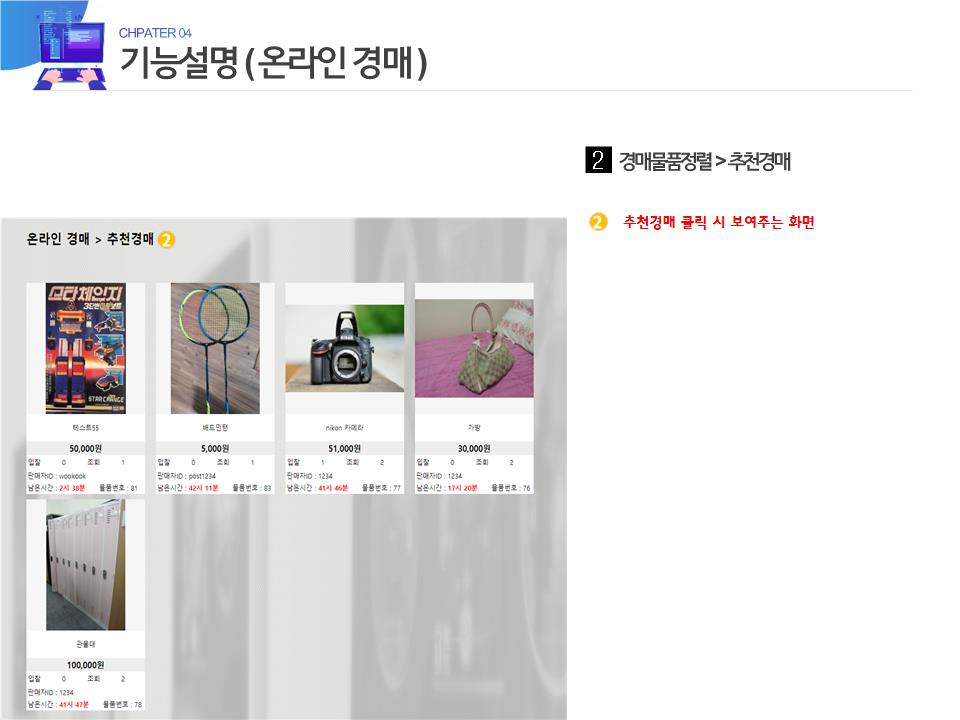 CHPATER 04
기능설명 ( 온라인 경매 )
2 경매물품정렬 > 추천경매
2 추천경매 클릭 시 보여주는 화면
온라인 경매 > 추천경매 2
테스트55
50,000원
입찰 0 조회 1
판매자ID : wookook
남은시간 : 2시 38분 물품번호 : 81
배드민턴
5,000원
입찰 0 조회 1
판매자ID : post1234
남은시간 : 42시 11분 물품번호 : 83
nikon 카메라
51,000원
입찰 1 조회 2
판매자ID : 1234
남은시간 : 41시 46분 물품번호 : 77
가방
30,000원
입찰 0 조회 2
판매자ID : 1234
남은시간 : 17시 20분 물품번호 : 76
STAR CHANGE
관물대
100,000원
입찰 0 조회 2
판매자ID : 1234
남은시간 : 41시 47분 물품번호 : 78